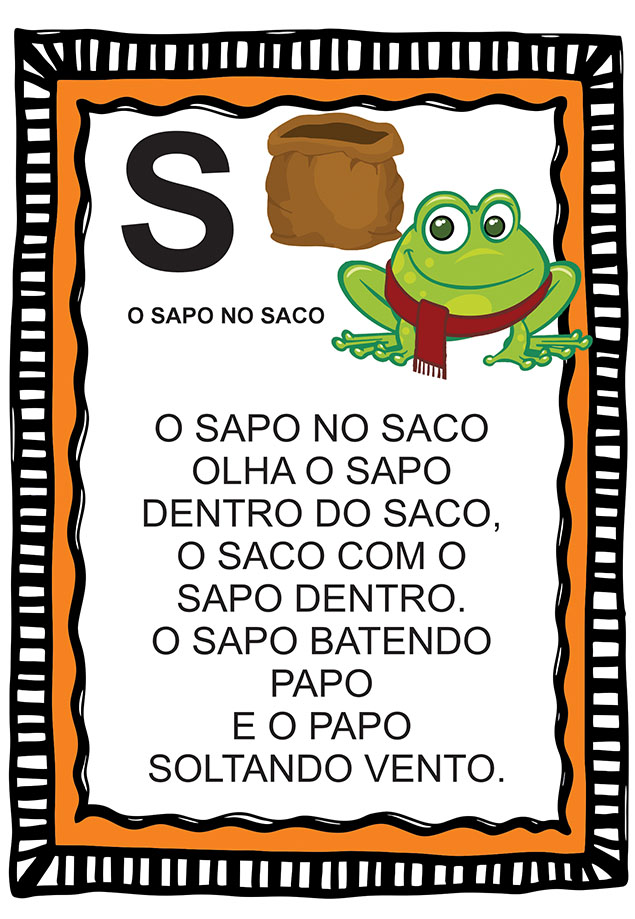 S
O SAPO NO SACO
O SAPO NO SACO
OLHA O SAPO
DENTRO DO SACO,
O SACO COM O
SAPO DENTRO.
O SAPO BATENDO
PAPO
E O PAPO
SOLTANDO VENTO.